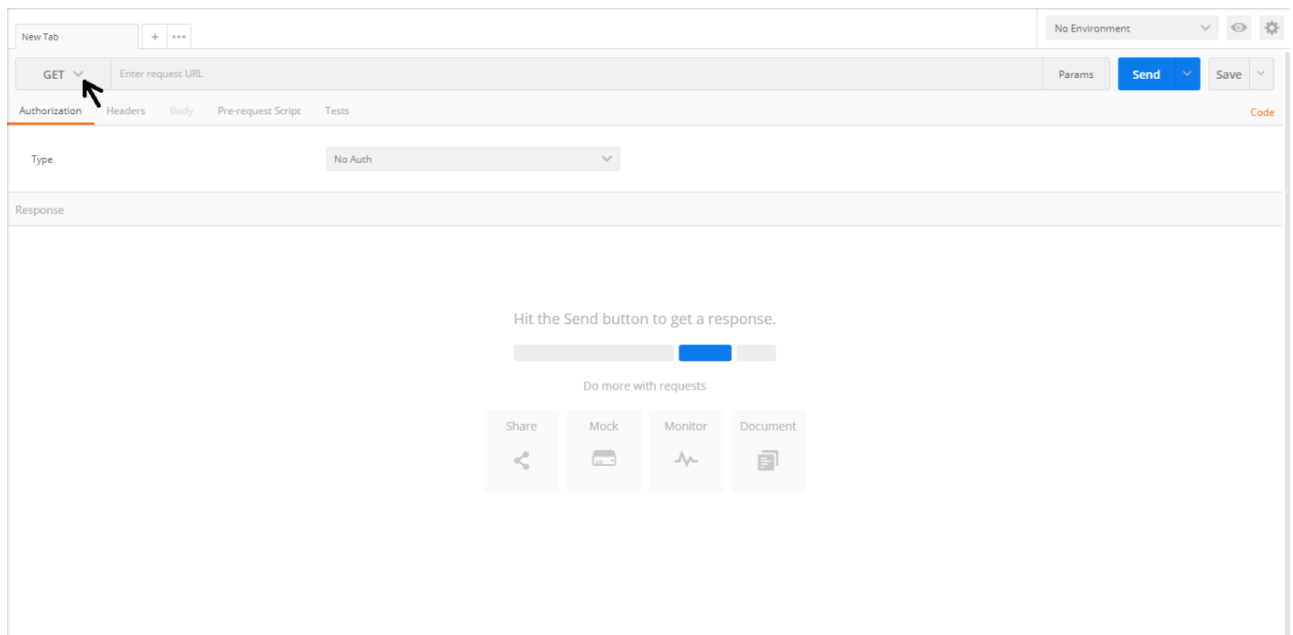 New Tab + ••• No Environment
GET Enter request URL Params Send Save
Authorization Headers Body Pre-request Script Tests Code
Type No Auth
Response
Hit the Send button to get a response.
Do more with requests
Share Mock Monitor Document